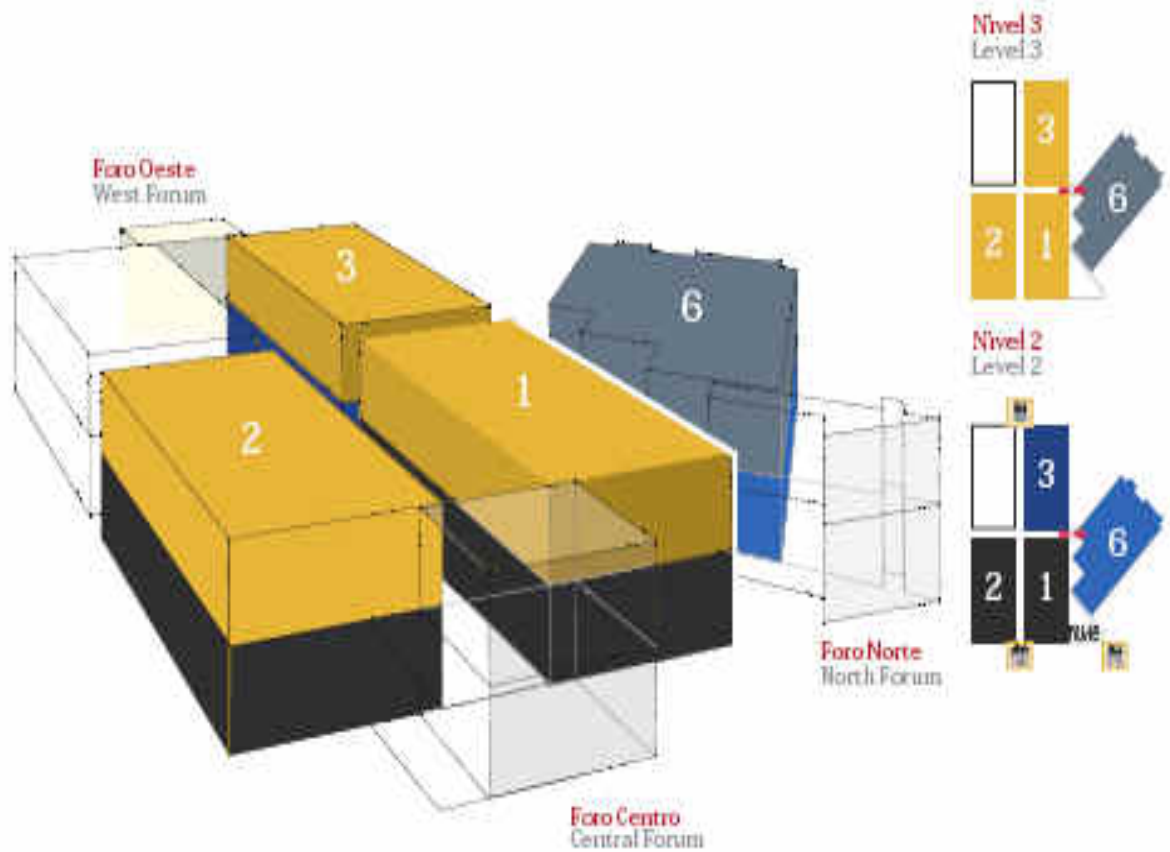 Nivel 3
Level 3
3
6
2 1
Foro Oeste
West Forum
3
6
1
2
Nivel 2
Level 2
3
6
2 1
Foro Norte
North Forum
Foro Centro
Central Forum